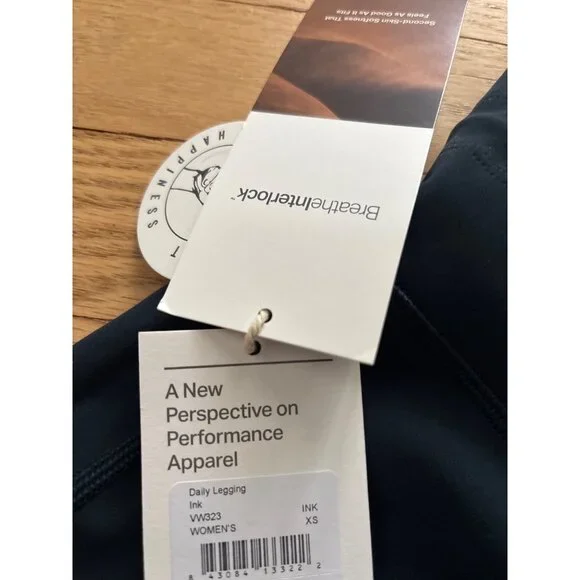 Second-Skin Softness That
Feels As Good As It Fits
BreatheInterlock™
HAPPINESS
A New
Perspective on
Performance
Apparel
Daily Legging
Ink
VW323
WOMEN'S
INK
XS
8 43084 13322 2